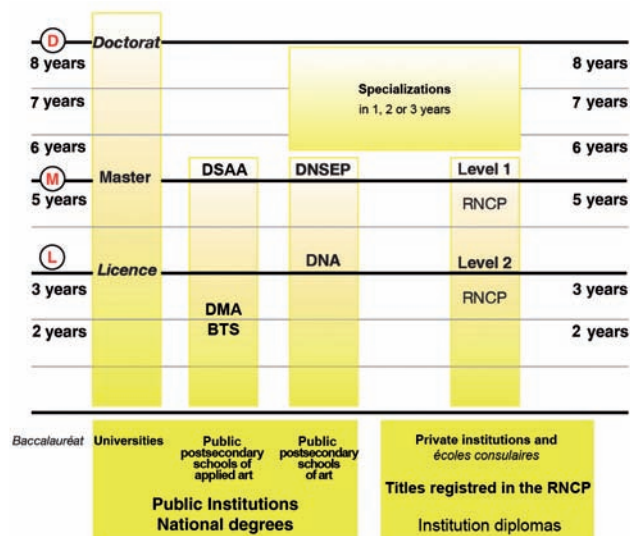 D Doctorat
8 years 8 years
Specializations
7 years in 1, 2 or 3 years 7 years
6 years 6 years
M Master DSAA DNSEP Level 1
5 years RNCP 5 years
L Licence DNA Level 2
3 years RNCP 3 years
DMA
2 years BTS 2 years
Baccalauréat
Universities
Public
postsecondary
schools of
applied art
Public
postsecondary
schools
of art
Public Institutions
National degrees
Private institutions and
écoles consulaires
Titles registred in the RNCP
Institution diplomas